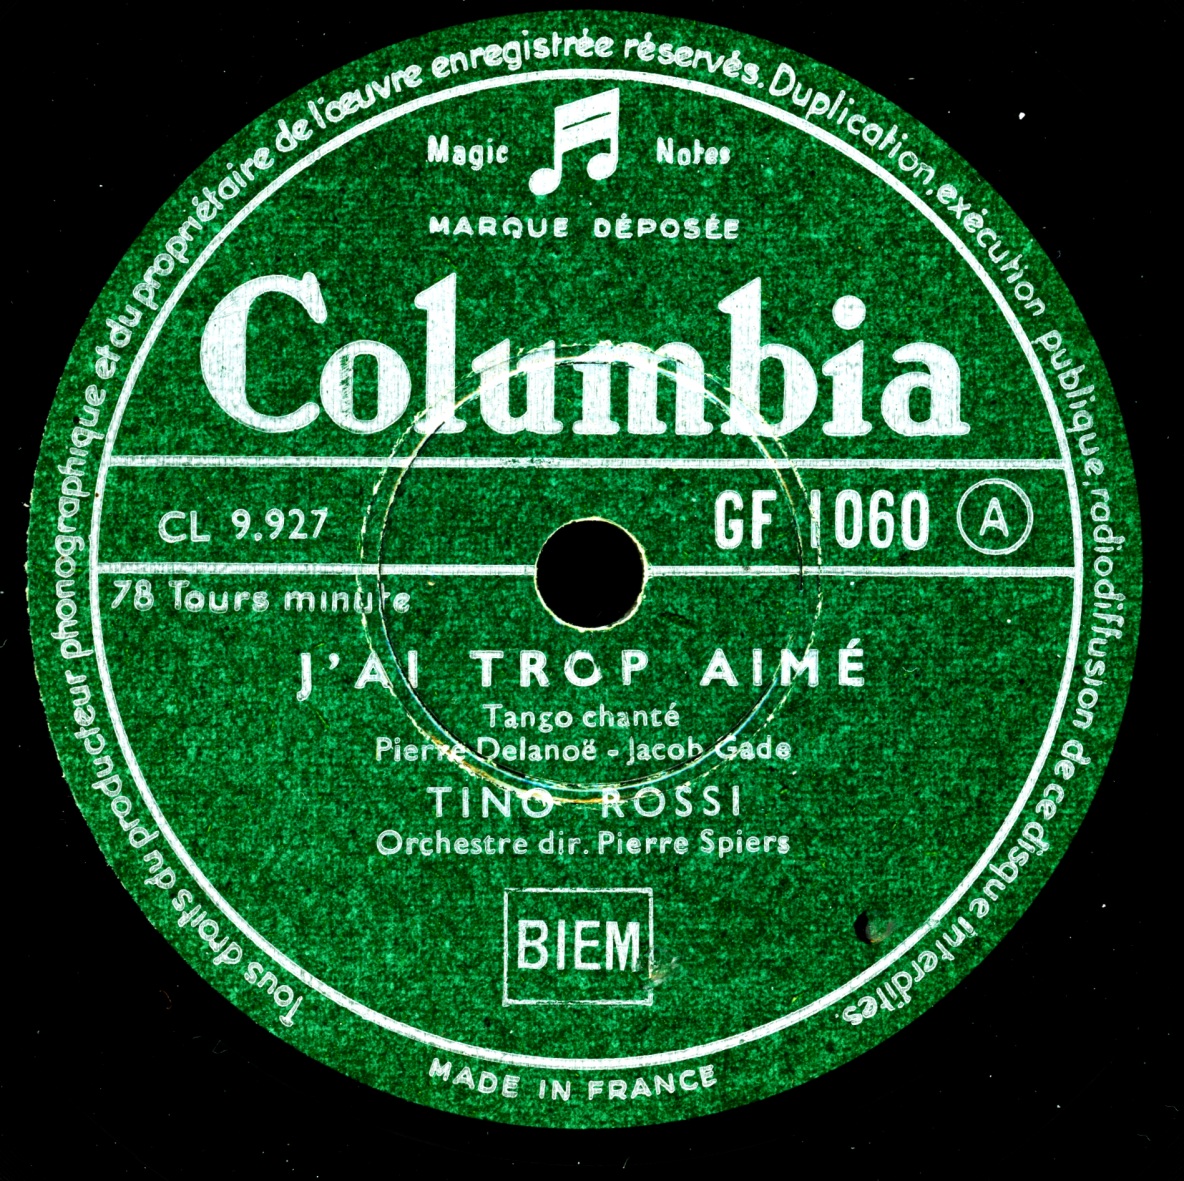 Tous droits du producteur phonographique et du propriétaire de l'œuvre enregistrée réservés. Duplication, exécution publique, radiodiffusion de ce disque interdites.
Magic Notes
MARQUE DÉPOSÉE
Columbia
CL 9.927 GF 1060 A
78 Tours minute
J'AI TROP AIMÉ
Tango chanté
Pierre Delanoë - Jacob Gade
TINO ROSSI
Orchestre dir. Pierre Spiers
BIEM
MADE IN FRANCE